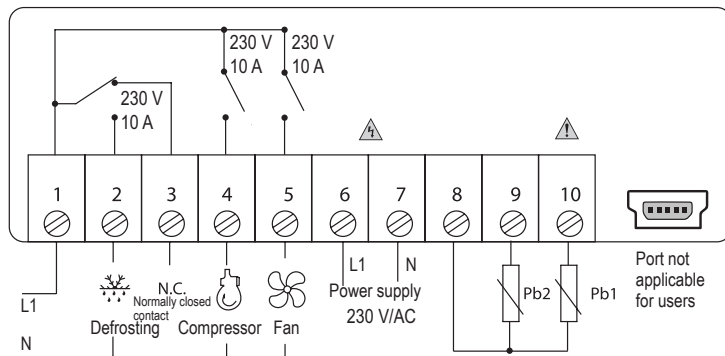 230 V
10 A
230 V
10 A
230 V
10 A
1 2 3 4 5 6 7 8 9 10
L1
N
Defrosting
N.C.
Normally closed
contact
Compressor
Fan
L1 N
Power supply
230 V/AC
Pb2
Pb1
Port not
applicable
for users